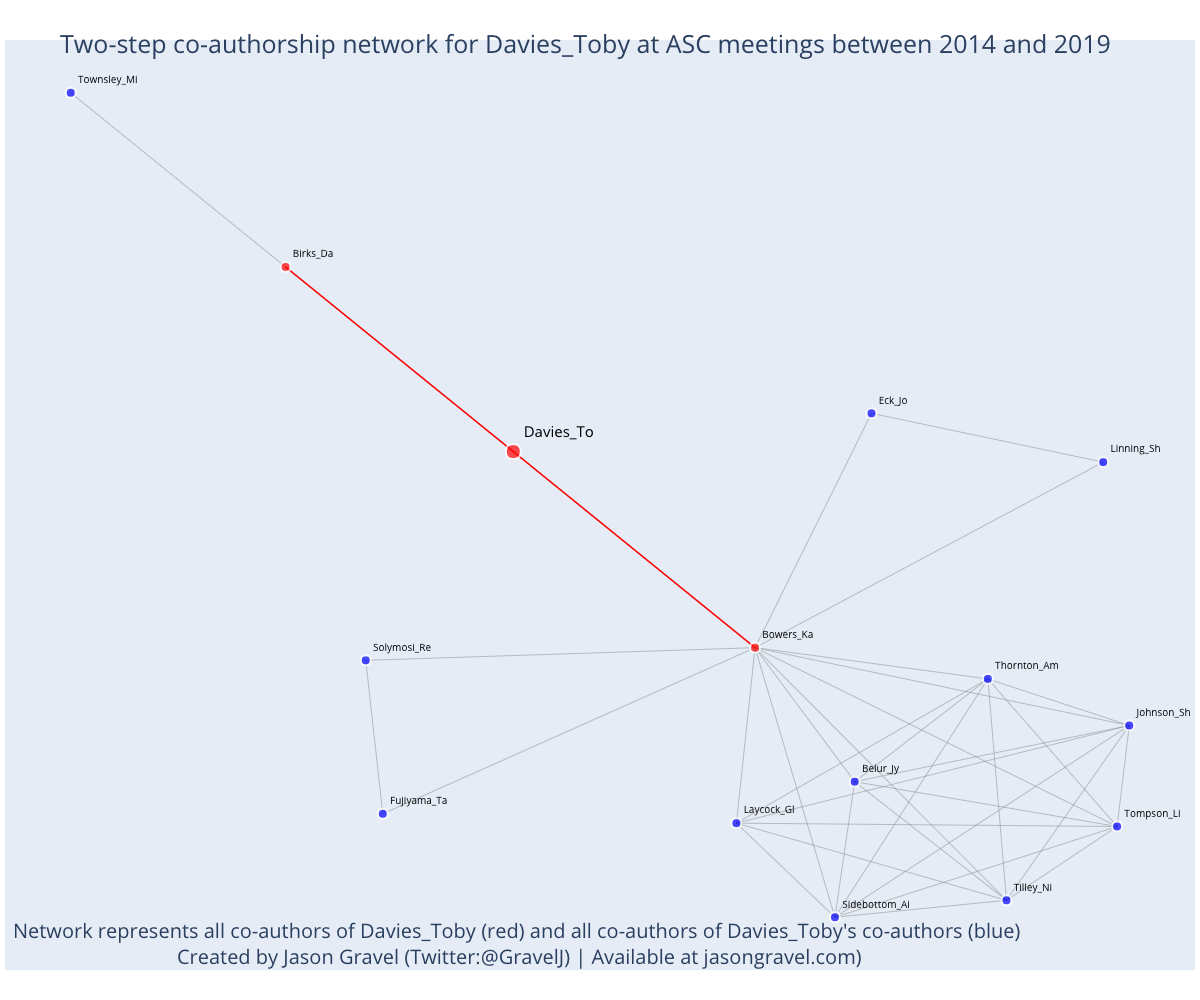 Two-step co-authorship network for Davies_Toby at ASC meetings between 2014 and 2019
Townsley_Mi
Birks_Da
Eck_Jo
Davies_To
Linning_Sh
Bowers_Ka
Solymosi_Re
Thornton_Am
Johnson_Sh
Belur_Jy
Fujiyama_Ta
Laycock_Gl
Tompson_Li
Tilley_Ni
Sidebottom_Ai
Network represents all co-authors of Davies_Toby (red) and all co-authors of Davies_Toby's co-authors (blue)
Created by Jason Gravel (Twitter:@GravelJ) | Available at jasongravel.com)